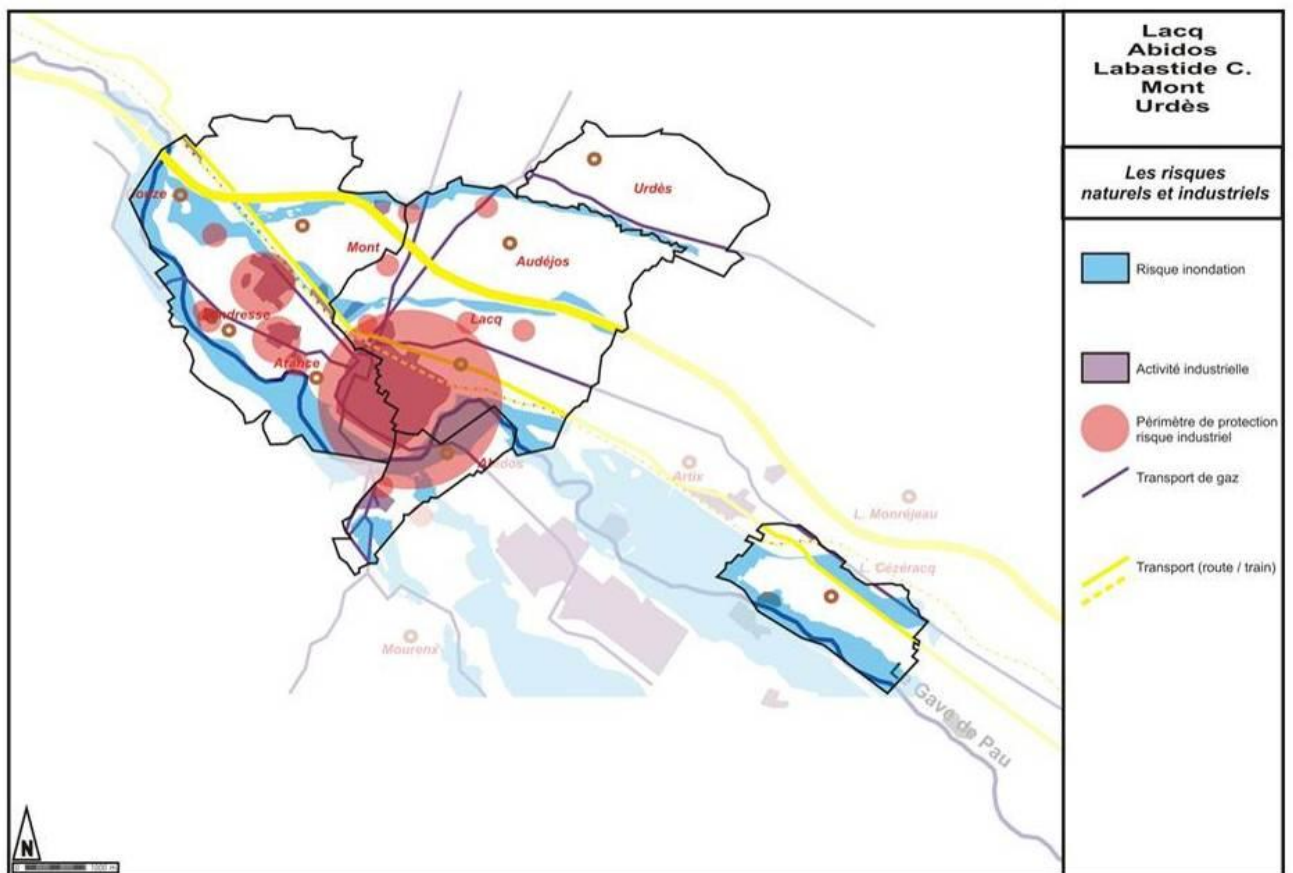 Lacq
Abidos
Labastide C.
Mont
Urdès
Les risques
naturels et industriels
Risque inondation
Activité industrielle
Périmètre de protection
risque industriel
Transport de gaz
Transport (route / train)
Urdès
Mont
Audéjos
Lacq
Arance
Abidos
Artix
L. Monréjeau
L. Cézéracq
Mourenx
Gave de Pau
N
0
1000 m